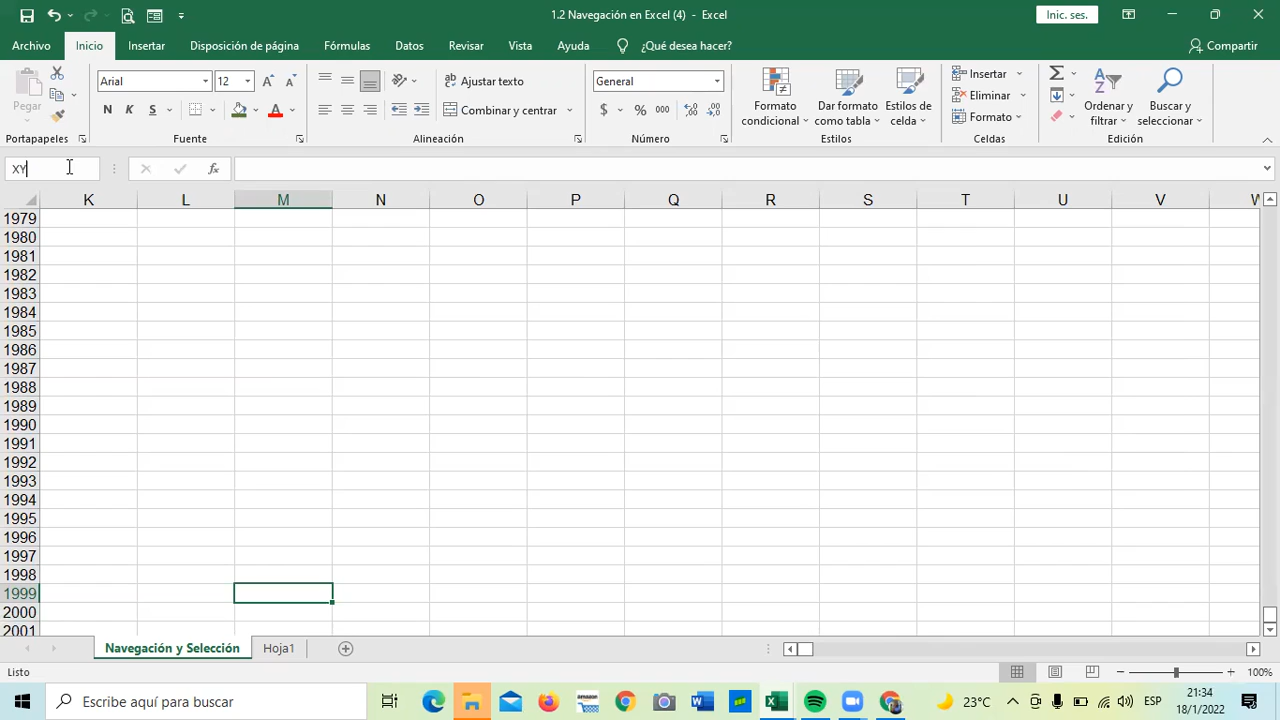 1.2 Navegación en Excel (4) - Excel
Inic. ses.
Archivo Inicio Insertar Disposición de página Fórmulas Datos Revisar Vista Ayuda ¿Qué desea hacer? Compartir
Pegar
Portapapeles
Arial 12
N K S
Fuente
Ajustar texto
Combinar y centrar
Alineación
General
$ % 000
Número
Formato condicional
Dar formato como tabla
Estilos de celda
Estilos
Insertar
Eliminar
Formato
Celdas
Ordenar y filtrar
Buscar y seleccionar
Edición
XY
fx
K L M N O P Q R S T U V W
1979
1980
1981
1982
1983
1984
1985
1986
1987
1988
1989
1990
1991
1992
1993
1994
1995
1996
1997
1998
1999
2000
2001
Navegación y Selección Hoja1
Listo 100%
Escribe aquí para buscar
amazon
23°C
ESP
21:34
18/1/2022